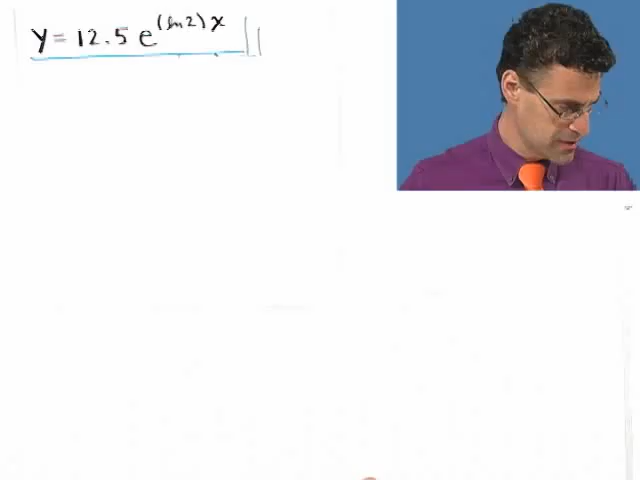 y = 12.5 e^(ln 2) x